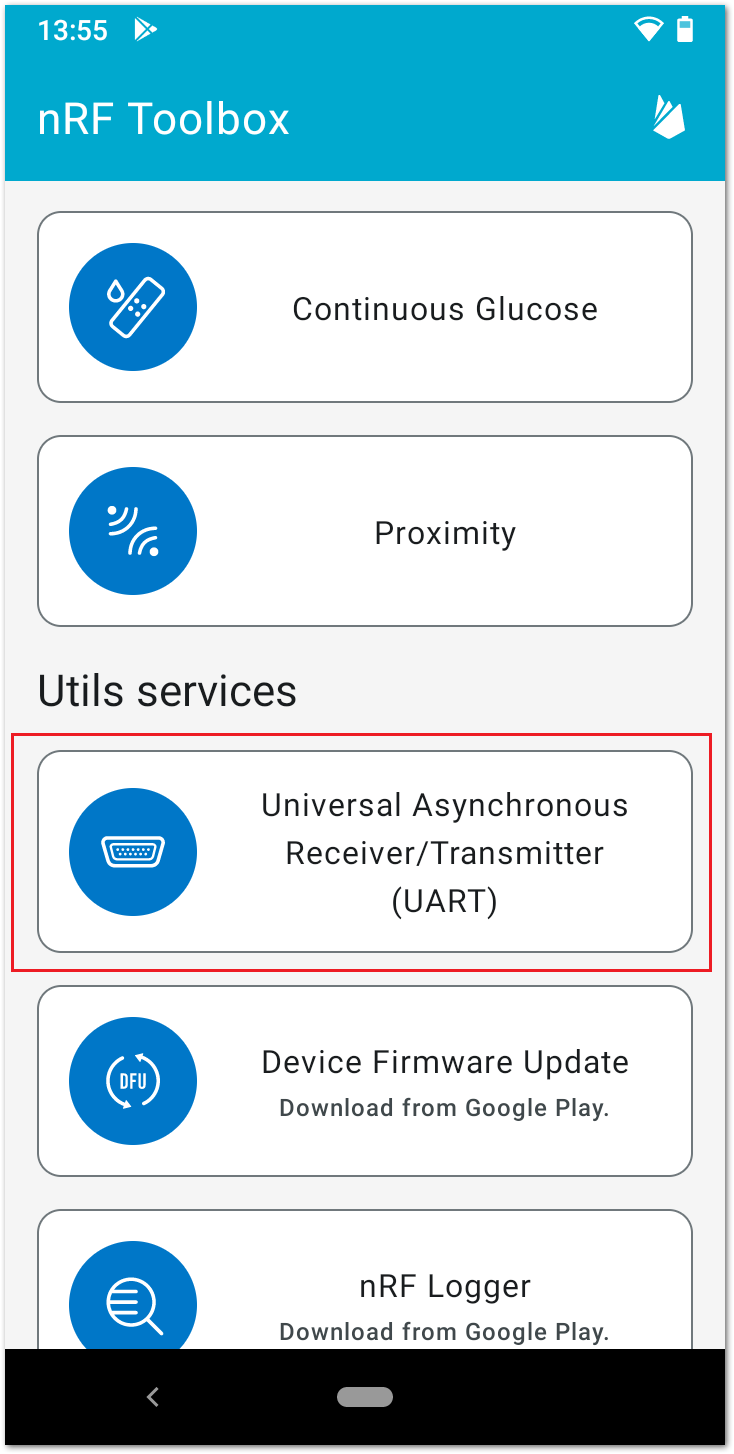 13:55
nRF Toolbox
Continuous Glucose
Proximity
Utils services
Universal Asynchronous
Receiver/Transmitter
(UART)
DFU
Device Firmware Update
Download from Google Play.
nRF Logger
Download from Google Play.